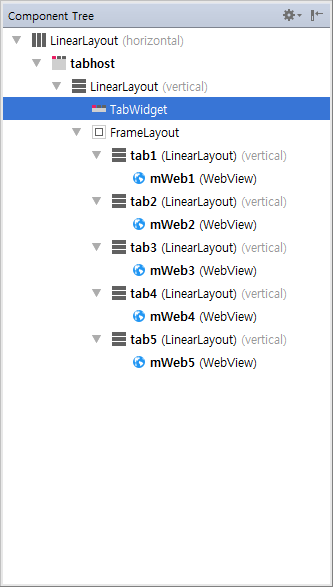 Component Tree
LinearLayout (horizontal)
tabhost
LinearLayout (vertical)
TabWidget
FrameLayout
tab1 (LinearLayout) (vertical)
mWeb1 (WebView)
tab2 (LinearLayout) (vertical)
mWeb2 (WebView)
tab3 (LinearLayout) (vertical)
mWeb3 (WebView)
tab4 (LinearLayout) (vertical)
mWeb4 (WebView)
tab5 (LinearLayout) (vertical)
mWeb5 (WebView)